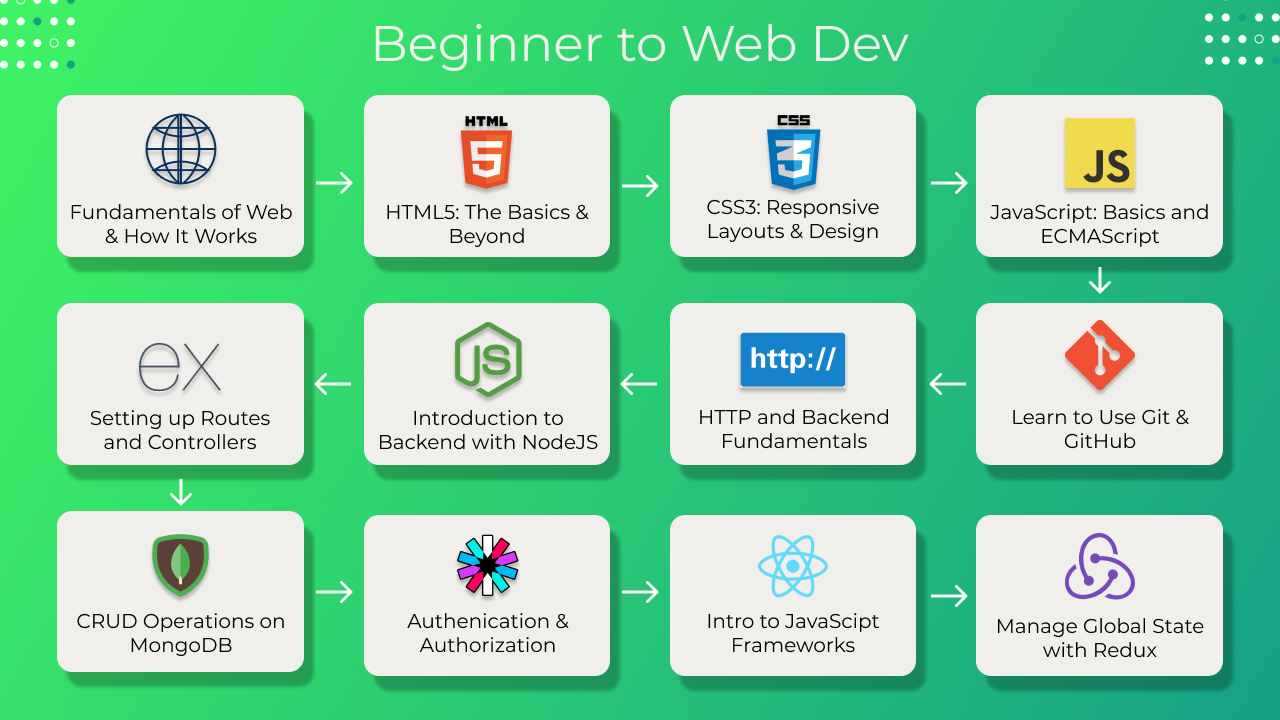 Beginner to Web Dev
Fundamentals of Web
& How It Works
HTML
5
HTML5: The Basics &
Beyond
CSS
3
CSS3: Responsive
Layouts & Design
JS
JavaScript: Basics and
ECMAScript
Learn to Use Git &
GitHub
http://
HTTP and Backend
Fundamentals
JS
Introduction to
Backend with NodeJS
ex
Setting up Routes
and Controllers
CRUD Operations on
MongoDB
Authenication &
Authorization
Intro to JavaScipt
Frameworks
Manage Global State
with Redux